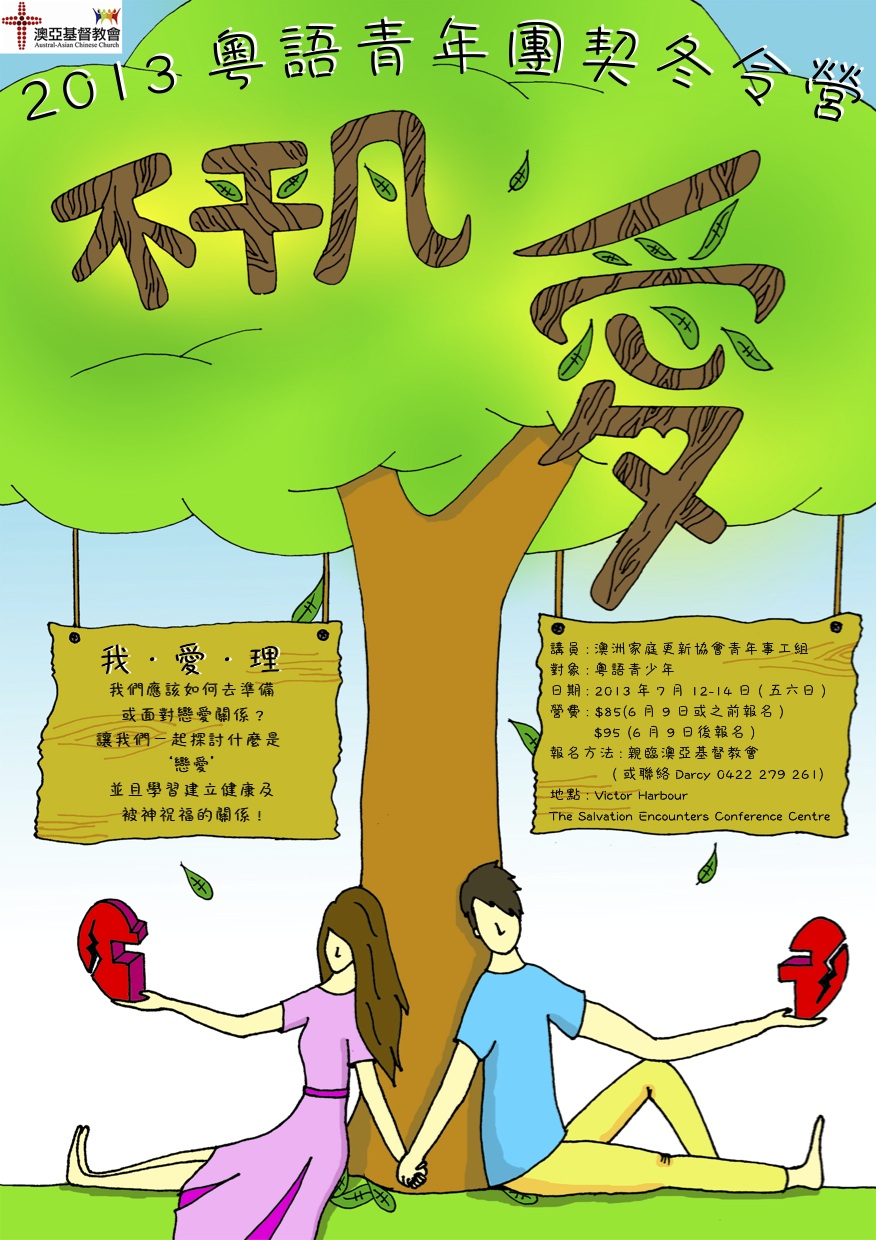 澳亞基督教會
Austral-Asian Chinese Church
2013 粵語青年團契冬令營
不平凡
愛
我·愛·理
我們應該如何去準備
或面對戀愛關係?
讓我們一起探討什麼是
‘戀愛’
並且學習建立健康及
被神祝福的關係!
講員:澳洲家庭更新協會青年事工組
對象:粵語青少年
日期:2013 年 7 月 12-14 日 (五六日)
營費:$85(6 月 9 日或之前報名)
$95 (6 月 9 日後報名)
報名方法:親臨澳亞基督教會
(或聯絡 Darcy 0422 279 261)
地點:Victor Harbour
The Salvation Encounters Conference Centre